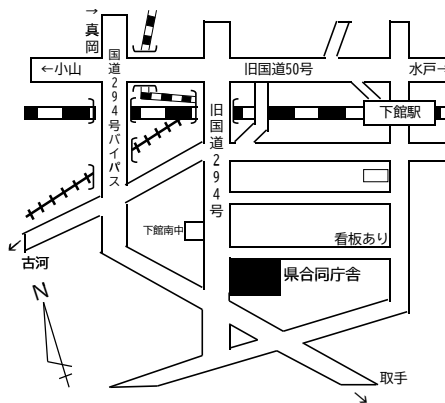 →
真岡
←小山
国道294号バイパス
旧国道50号
水戸→
旧国道294号
下館駅
下館南中
看板あり
古河
県合同庁舎
N
取手